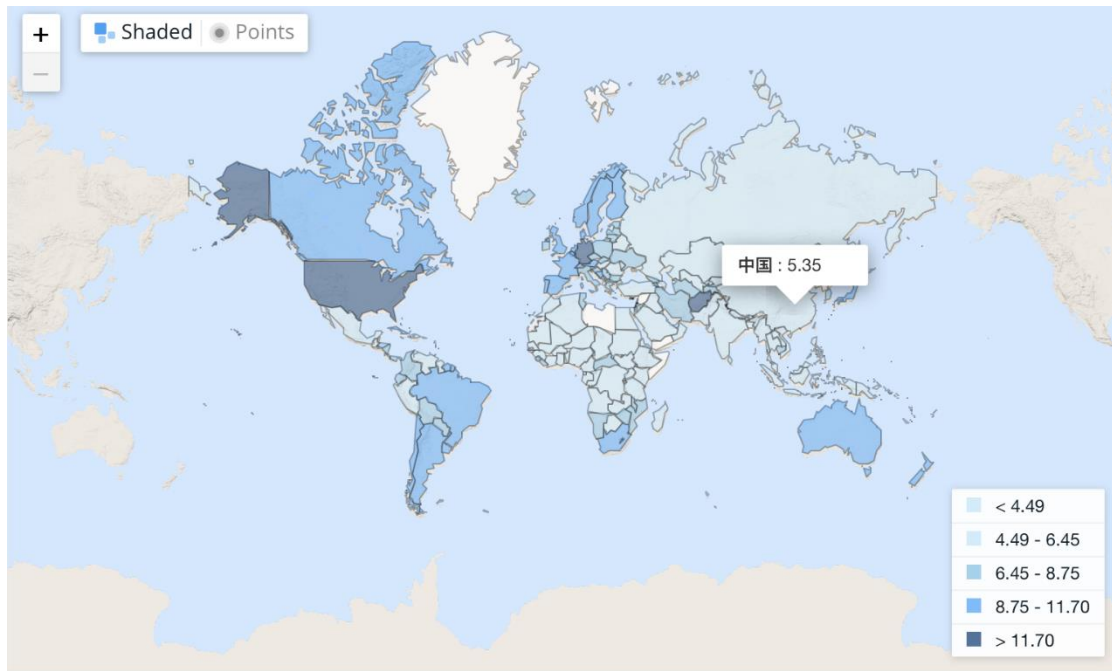 +
Shaded
Points
−
中国 : 5.35
< 4.49
4.49 - 6.45
6.45 - 8.75
8.75 - 11.70
> 11.70